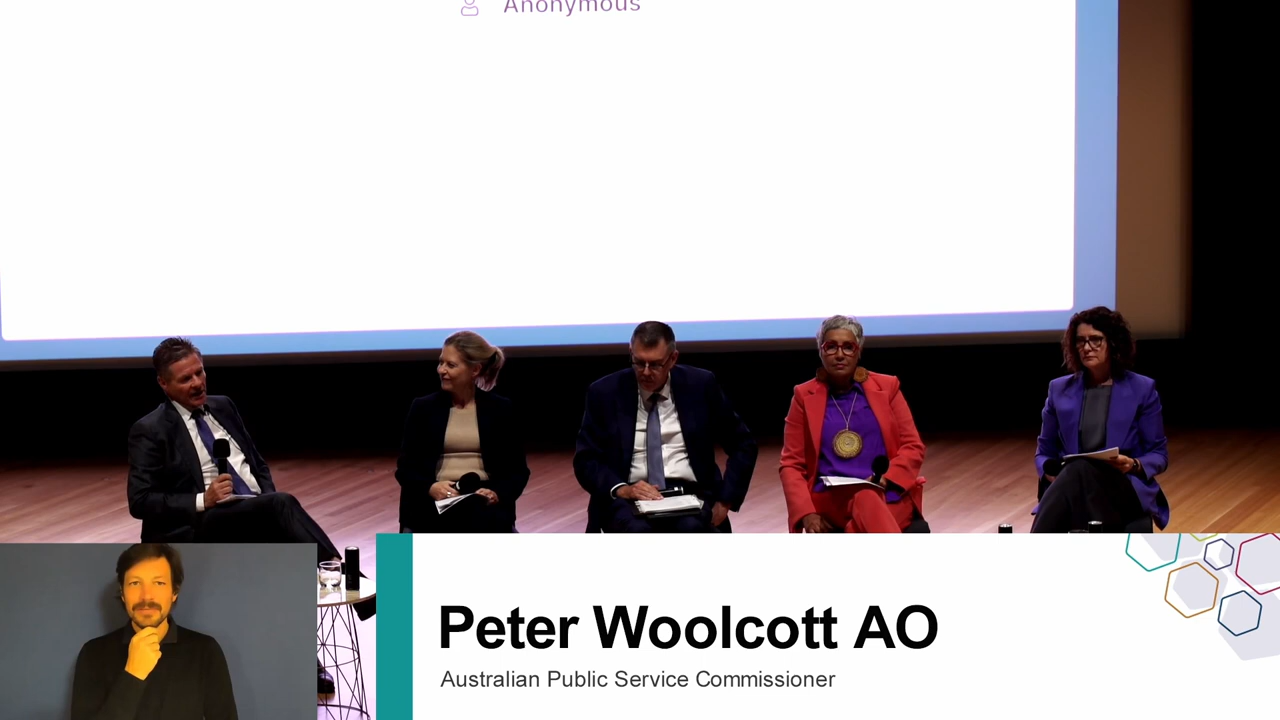 Anonymous
Peter Woolcott AO
Australian Public Service Commissioner